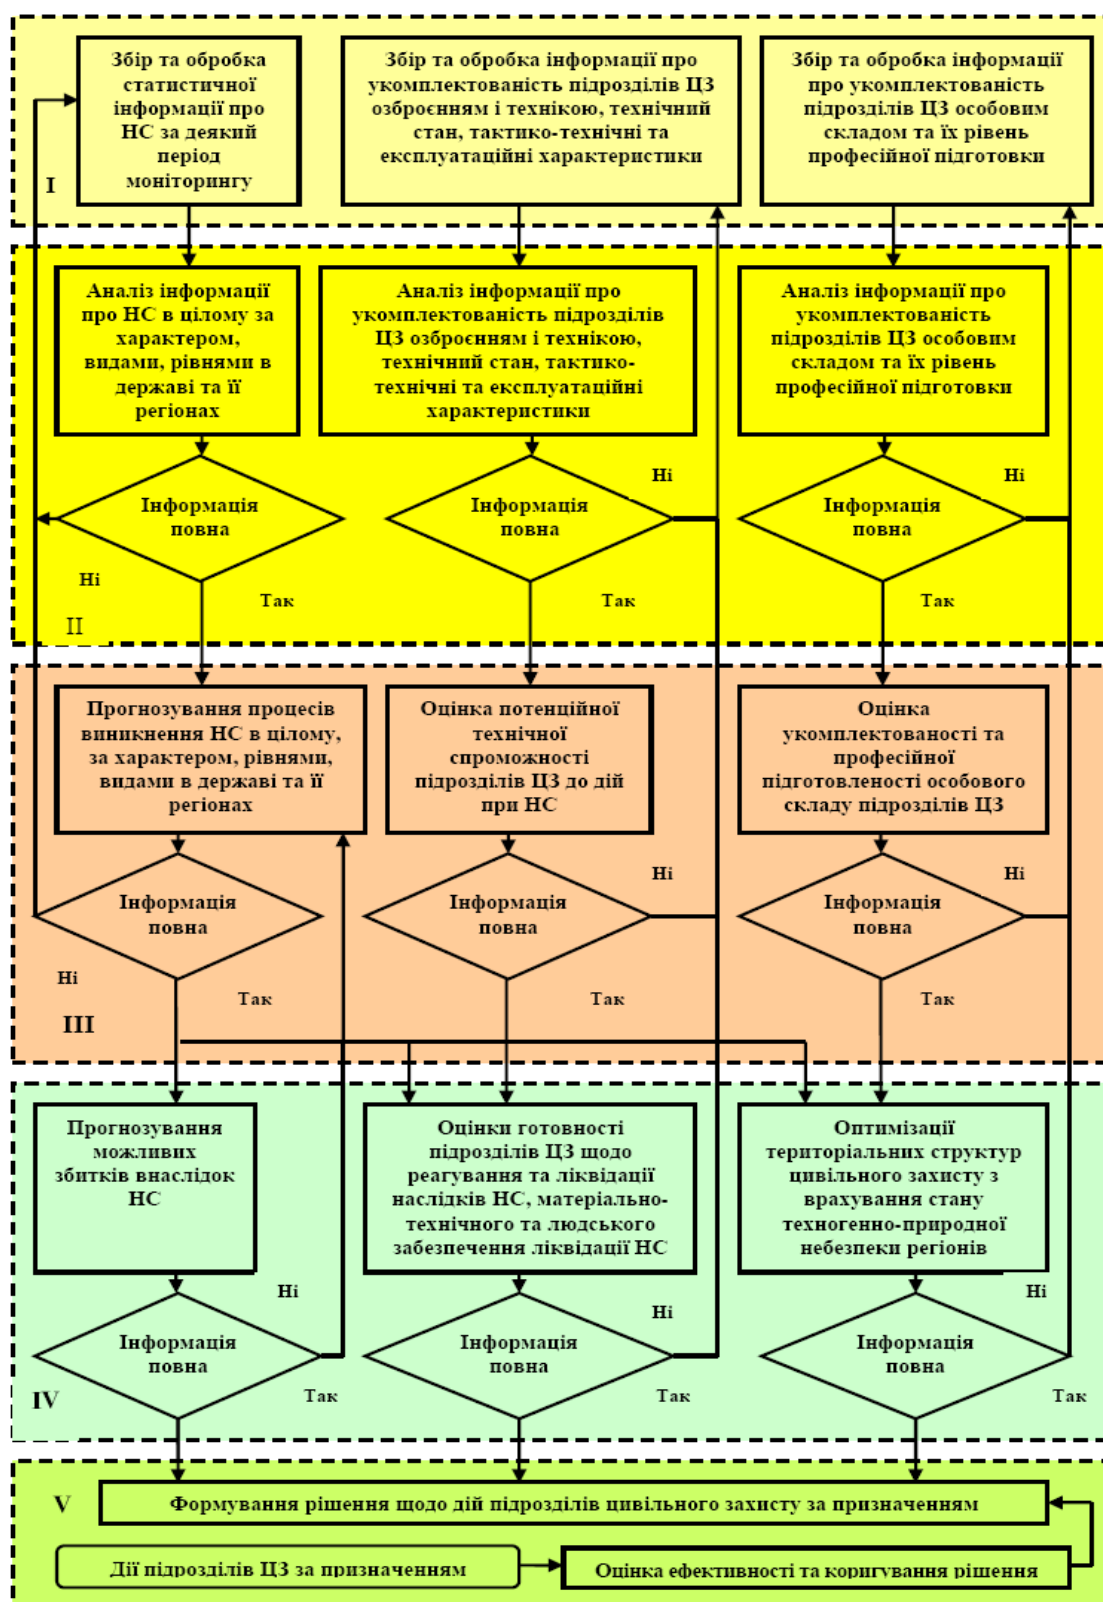 Збір та обробка
статистичної
інформації про
НС за деякий
період
моніторингу
Збір та обробка інформації про
укомплектованість підрозділів ЦЗ
озброєнням і технікою, технічний
стан, тактико-технічні та
експлуатаційні характеристики
Збір та обробка інформації
про укомплектованість
підрозділів ЦЗ особовим
складом та їх рівень
професійної підготовки
I
Аналіз інформації
про НС в цілому за
характером,
видами, рівнями в
державі та її
регіонах
Аналіз інформації про
укомплектованість підрозділів
ЦЗ озброєнням і технікою,
технічний стан, тактико-
технічні та експлуатаційні
характеристики
Аналіз інформації про
укомплектованість
підрозділів ЦЗ особовим
складом та їх рівень
професійної підготовки
Інформація
повна
Ні
Так
Інформація
повна
Ні
Так
Інформація
повна
Ні
Так
II
Прогнозування процесів
виникнення НС в цілому,
за характером, рівнями,
видами в державі та її
регіонах
Оцінка потенційної
технічної
спроможності
підрозділів ЦЗ до дій
при НС
Оцінка
укомплектованості та
професійної
підготовленості особового
складу підрозділів ЦЗ
Інформація
повна
Ні
Так
Інформація
повна
Ні
Так
Інформація
повна
Ні
Так
III
Прогнозування
можливих
збитків внаслідок
НС
Оцінки готовності
підрозділів ЦЗ щодо
реагування та ліквідації
наслідків НС, матеріально-
технічного та людського
забезпечення ліквідації НС
Оптимізації
територіальних структур
цивільного захисту з
врахування стану
техногенно-природної
небезпеки регіонів
Інформація
повна
Ні
Так
Інформація
повна
Ні
Так
Інформація
повна
Ні
Так
IV
V
Формування рішення щодо дій підрозділів цивільного захисту за призначенням
Дії підрозділів ЦЗ за призначенням
Оцінка ефективності та коригування рішення